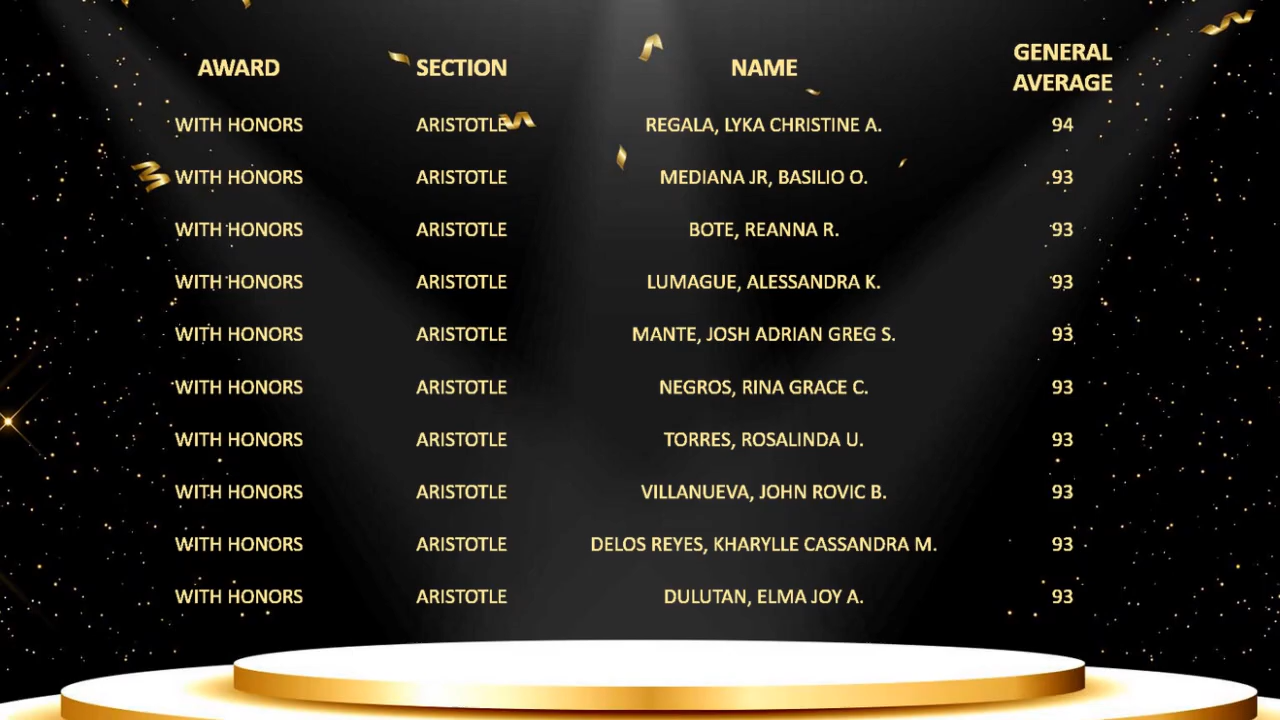 AWARD SECTION NAME GENERAL AVERAGE
WITH HONORS ARISTOTLE REGALA, LYKA CHRISTINE A. 94
WITH HONORS ARISTOTLE MEDIANA JR, BASILIO O. 93
WITH HONORS ARISTOTLE BOTE, REANNA R. 93
WITH HONORS ARISTOTLE LUMAGUE, ALESSANDRA K. 93
WITH HONORS ARISTOTLE MANTE, JOSH ADRIAN GREG S. 93
WITH HONORS ARISTOTLE NEGROS, RINA GRACE C. 93
WITH HONORS ARISTOTLE TORRES, ROSALINDA U. 93
WITH HONORS ARISTOTLE VILLANUEVA, JOHN ROVIC B. 93
WITH HONORS ARISTOTLE DELOS REYES, KHARYLLE CASSANDRA M. 93
WITH HONORS ARISTOTLE DULUTAN, ELMA JOY A. 93